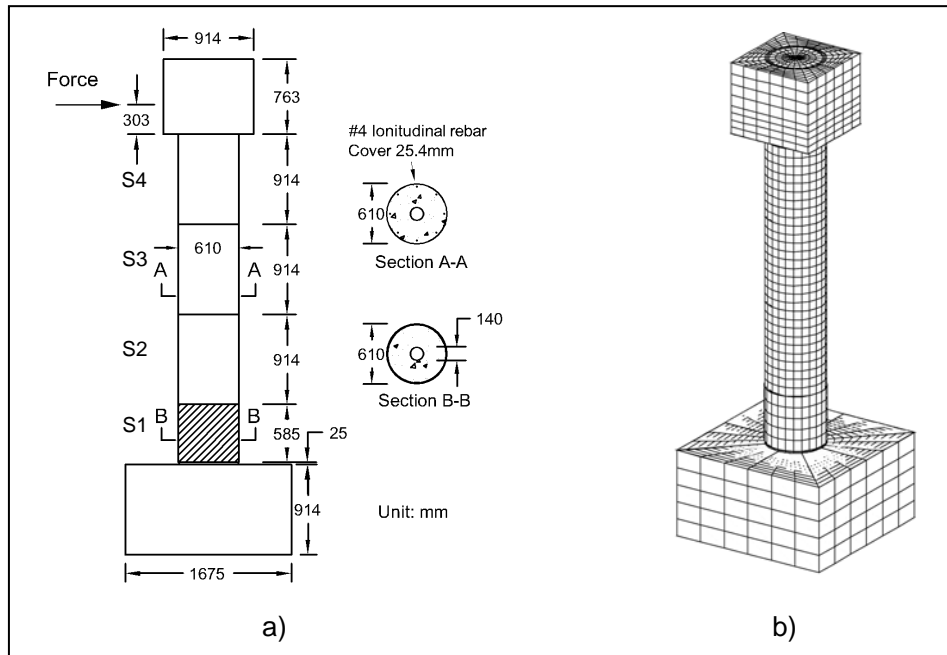 914
Force
303
763
#4 lonitudinal rebar
Cover 25.4mm
S4
914
610
Section A-A
S3
610
A
A
914
140
S2
914
610
Section B-B
S1
B
B
585
25
914
Unit: mm
1675
a)
b)